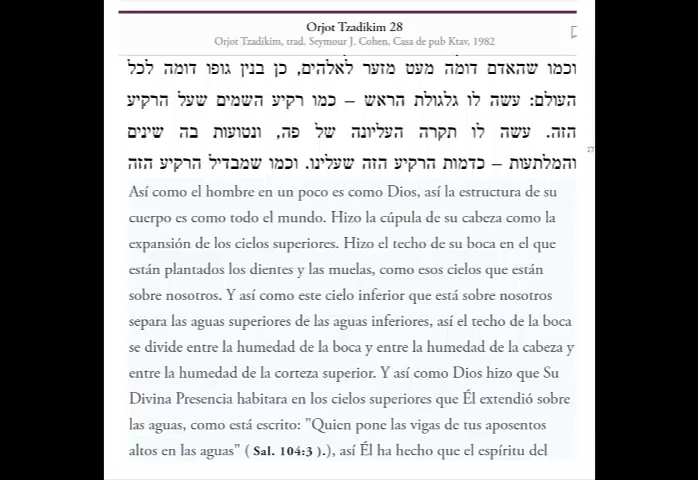 Orjot Tzadikim 28
Orjot Tzadikim, trad. Seymour J. Cohen, Casa de pub Ktav, 1982
וכמו שהאדם דומה מעט מזער לאלהים, כן בנין גופו דומה לכל
העולם: עשה לו גלגולת הראש – כמו רקיע השמים שעל הרקיע
הזה. עשה לו תקרה העליונה של פה, ונטועות בה שינים
והמלתעות – כדמות הרקיע הזה שעלינו. וכמו שמבדיל הרקיע הזה
17
Así como el hombre en un poco es como Dios, así la estructura de su
cuerpo es como todo el mundo. Hizo la cúpula de su cabeza como la
expansión de los cielos superiores. Hizo el techo de su boca en el que
están plantados los dientes y las muelas, como esos cielos que están
sobre nosotros. Y así como este cielo inferior que está sobre nosotros
separa las aguas superiores de las aguas inferiores, así el techo de la boca
se divide entre la humedad de la boca y entre la humedad de la cabeza y
entre la humedad de la corteza superior. Y así como Dios hizo que Su
Divina Presencia habitara en los cielos superiores que Él extendió sobre
las aguas, como está escrito: "Quien pone las vigas de tus aposentos
altos en las aguas" ( Sal. 104:3 ).), así Él ha hecho que el espíritu del